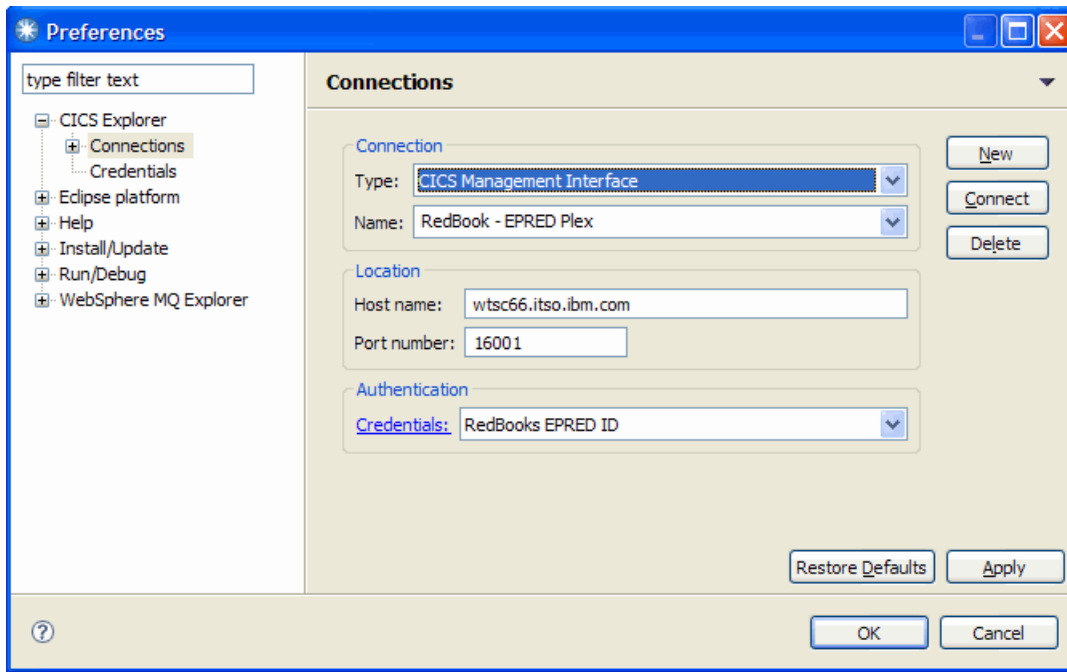 Preferences
type filter text
CICS Explorer
Connections
Credentials
Eclipse platform
Help
Install/Update
Run/Debug
WebSphere MQ Explorer
Connections
Connection
Type: CICS Management Interface
Name: RedBook - EPRED Plex
New
Connect
Delete
Location
Host name: wtsc66.itso.ibm.com
Port number: 16001
Authentication
Credentials: RedBooks EPRED ID
Restore Defaults Apply
? OK Cancel